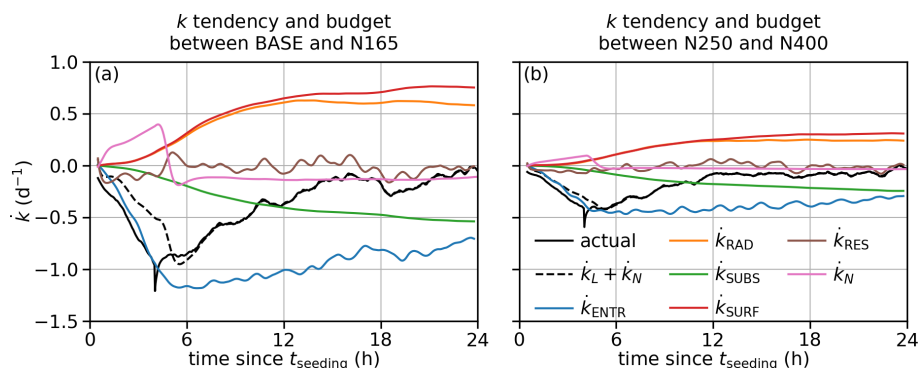 k tendency and budget
between BASE and N165
k tendency and budget
between N250 and N400
(a)
(b)
1.0
0.5
0.0
−0.5
−1.0
−1.5
k̇ (d⁻¹)
actual
k̇_L + k̇_N
k̇_ENTR
k̇_RAD
k̇_SUBS
k̇_SURF
k̇_RES
k̇_N
0 6 12 18 24
0 6 12 18 24
time since t_seeding (h)
time since t_seeding (h)